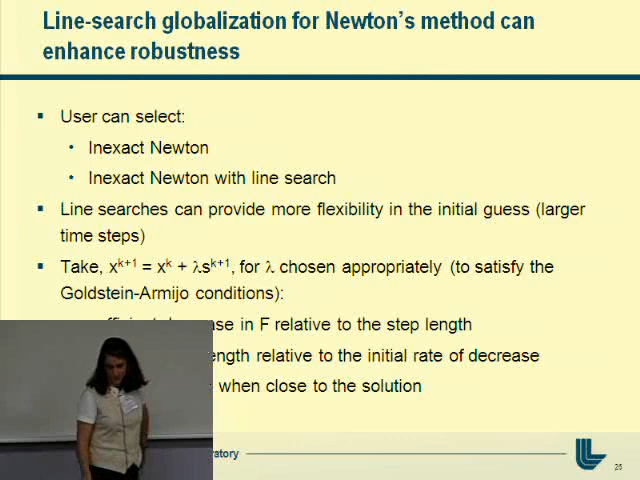 Line-search globalization for Newton's method can
enhance robustness
▪ User can select:
• Inexact Newton
• Inexact Newton with line search
▪ Line searches can provide more flexibility in the initial guess (larger
time steps)
▪ Take, xᵏ⁺¹ = xᵏ + λsᵏ⁺¹, for λ chosen appropriately (to satisfy the
Goldstein-Armijo conditions):
in F relative to the step length
relative to the initial rate of decrease
when close to the solution
25